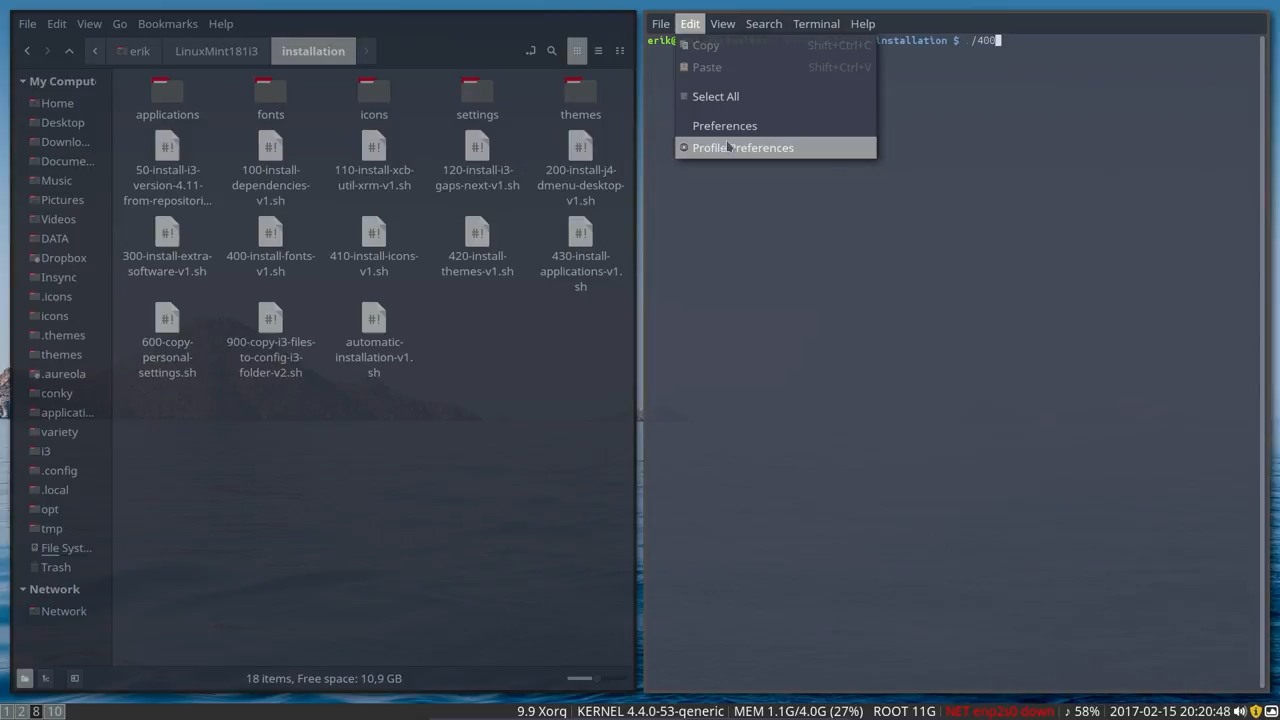 File Edit View Go Bookmarks Help
erik LinuxMint181i3 installation
My Comput
Home
Desktop
Downlo...
Docume...
Music
Pictures
Videos
DATA
Dropbox
Insync
.icons
icons
.themes
themes
.aureola
conky
applicati...
variety
i3
.config
.local
opt
tmp
File Syst...
Trash
Network
Network
applications fonts icons settings themes
50-install-i3-
version-4.11-
from-repositori...
100-install-
dependencies-
v1.sh
110-install-xcb-
util-xrm-v1.sh
120-install-i3-
gaps-next-v1.sh
200-install-j4-
dmenu-desktop-
v1.sh
300-install-extra-
software-v1.sh
400-install-fonts-
v1.sh
410-install-icons-
v1.sh
420-install-
themes-v1.sh
430-install-
applications-v1.
sh
600-copy-
personal-
settings.sh
900-copy-i3-files-
to-config-i3-
folder-v2.sh
automatic-
installation-v1.
sh
18 items, Free space: 10,9 GB
File Edit View Search Terminal Help
erik@ installation $ ./400
Copy Shift+Ctrl+C
Paste Shift+Ctrl+V
Select All
Preferences
Profile Preferences
1 2 8 10 9.9 Xorq KERNEL 4.4.0-53-generic MEM 1.1G/4.0G (27%) ROOT 11G NET enp2s0 down ♪ 58% 2017-02-15 20:20:48